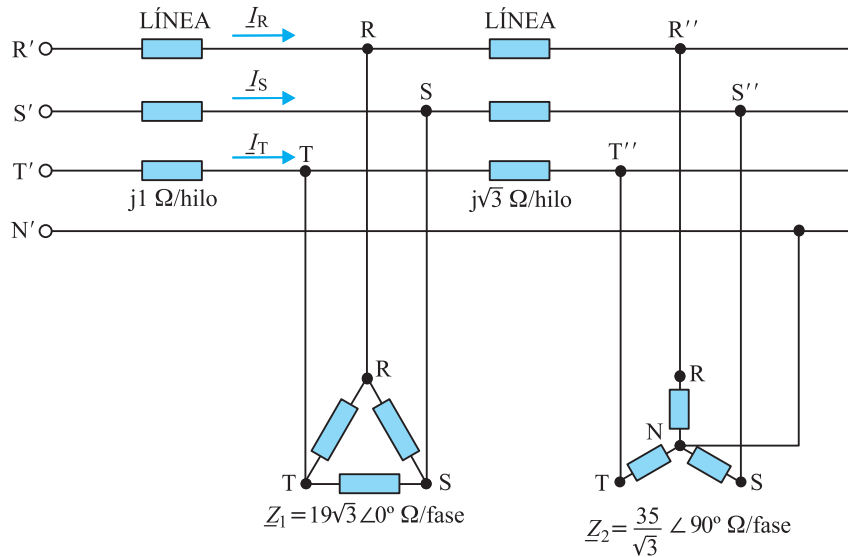 LÍNEA LÍNEA
I_R
R R''
R'
I_S
S S''
S'
I_T
T T''
T'
j1 Ω/hilo j√3 Ω/hilo
N'
R
R
N
T S
T S
Z_1 = 19√3 ∠0º Ω/fase
Z_2 = 35/√3 ∠ 90º Ω/fase